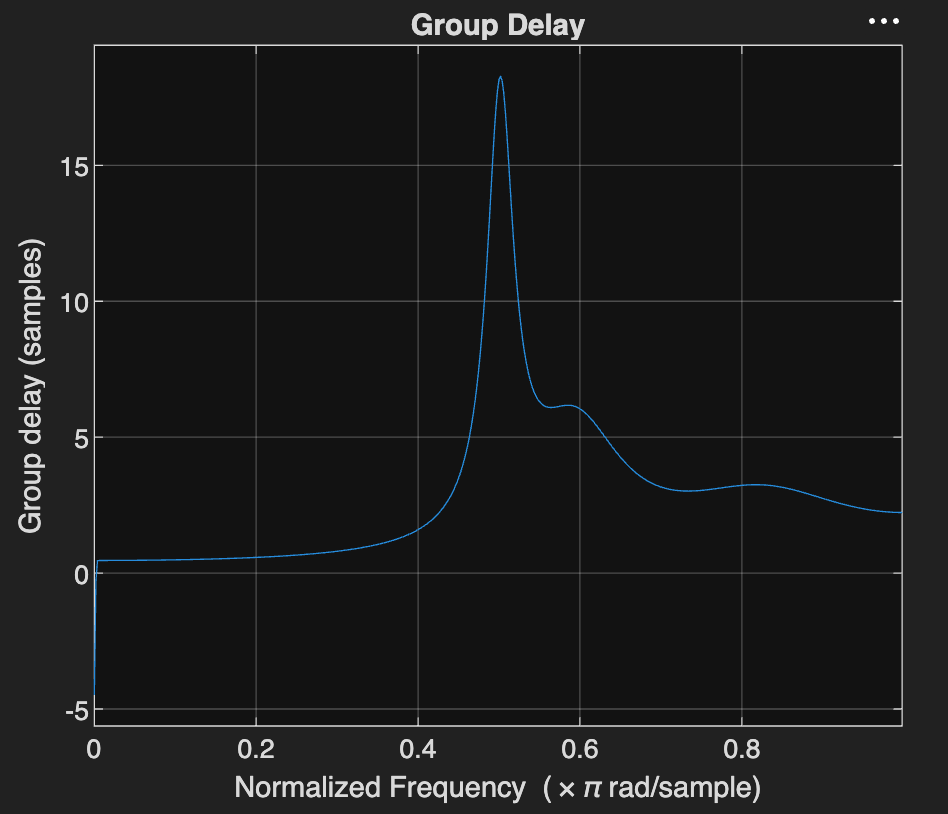 Group Delay
15
10
5
0
-5
Group delay (samples)
0 0.2 0.4 0.6 0.8
Normalized Frequency (×π rad/sample)